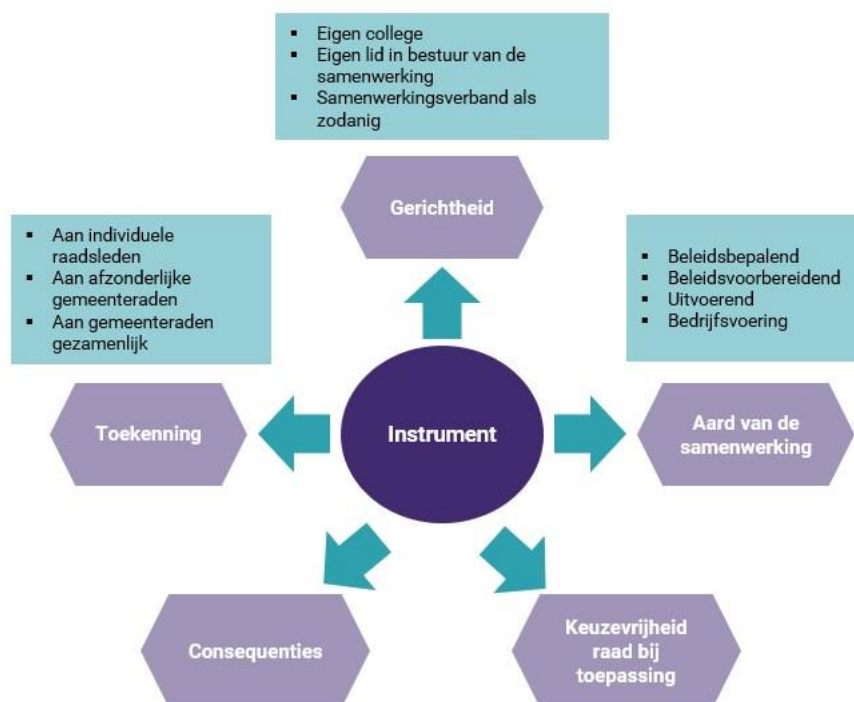 ▪ Eigen college
▪ Eigen lid in bestuur van de
samenwerking
▪ Samenwerkingsverband als
zodanig
Gerichtheid
▪ Aan individuele
raadsleden
▪ Aan afzonderlijke
gemeenteraden
▪ Aan gemeenteraden
gezamenlijk
▪ Beleidsbepalend
▪ Beleidsvoorbereidend
▪ Uitvoerend
▪ Bedrijfsvoering
Toekenning
Instrument
Aard van de
samenwerking
Consequenties
Keuzevrijheid
raad bij
toepassing